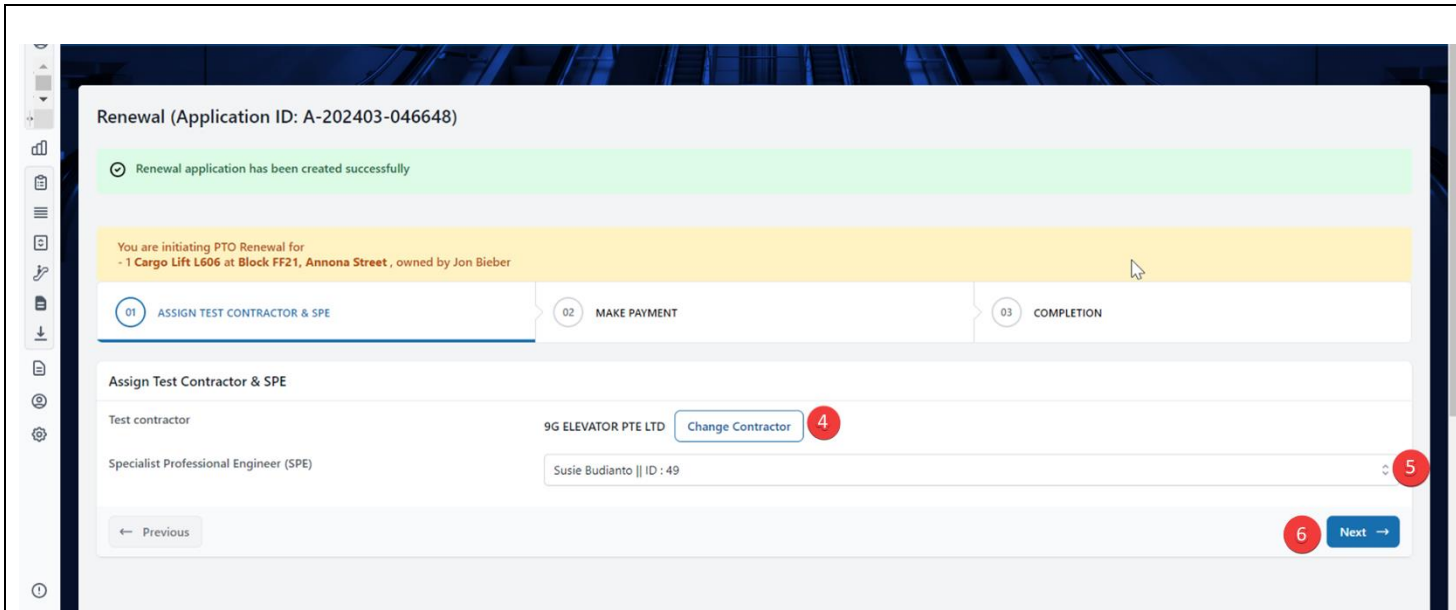 Renewal (Application ID: A-202403-046648)
Renewal application has been created successfully
You are initiating PTO Renewal for
- 1 Cargo Lift L606 at Block FF21, Annona Street , owned by Jon Bieber
01 ASSIGN TEST CONTRACTOR & SPE 02 MAKE PAYMENT 03 COMPLETION
Assign Test Contractor & SPE
Test contractor 9G ELEVATOR PTE LTD Change Contractor 4
Specialist Professional Engineer (SPE) Susie Budianto || ID : 49 5
← Previous 6 Next →